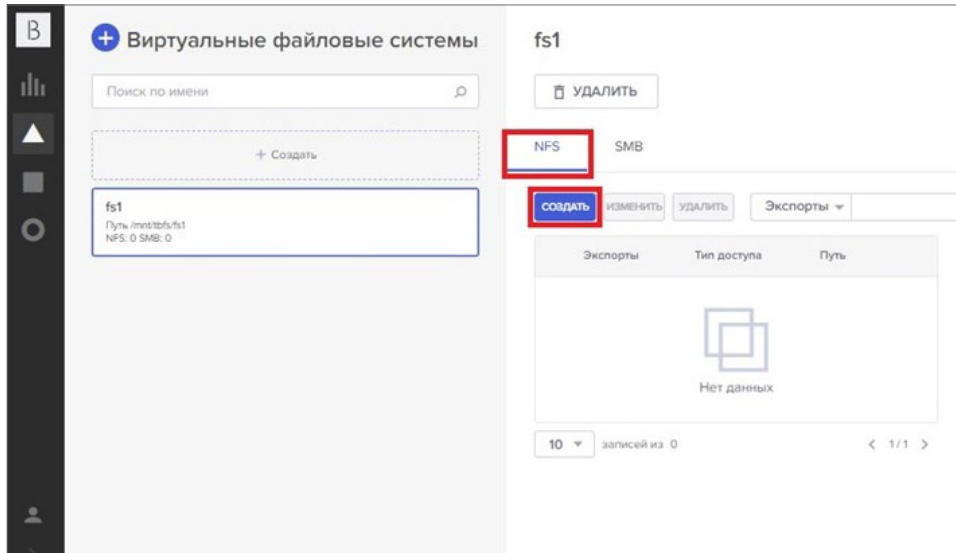 B
Виртуальные файловые системы
Поиск по имени
+ Создать
fs1
Путь /mnt/tbfs/fs1
NFS: 0 SMB: 0
fs1
УДАЛИТЬ
NFS SMB
СОЗДАТЬ ИЗМЕНИТЬ УДАЛИТЬ Экспорты
Экспорты Тип доступа Путь
Нет данных
10 записей из 0 < 1/1 >